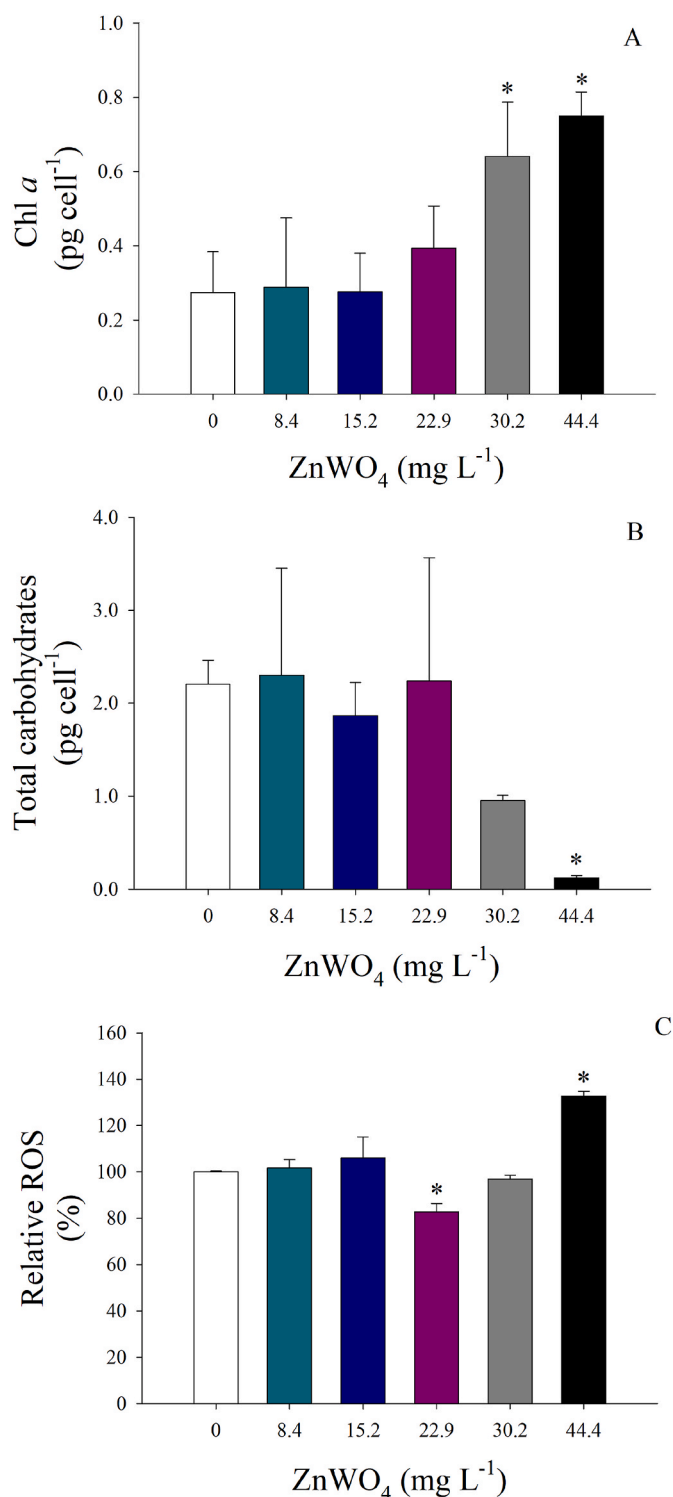 A
1.0
0.8
0.6
0.4
0.2
0.0
Chl a
(pg cell-1)
* *
0 8.4 15.2 22.9 30.2 44.4
ZnWO4 (mg L-1)
B
4.0
3.0
2.0
1.0
0.0
Total carbohydrates
(pg cell-1)
*
0 8.4 15.2 22.9 30.2 44.4
ZnWO4 (mg L-1)
C
160
140
120
100
80
60
40
20
0
Relative ROS
(%)
* *
0 8.4 15.2 22.9 30.2 44.4
ZnWO4 (mg L-1)